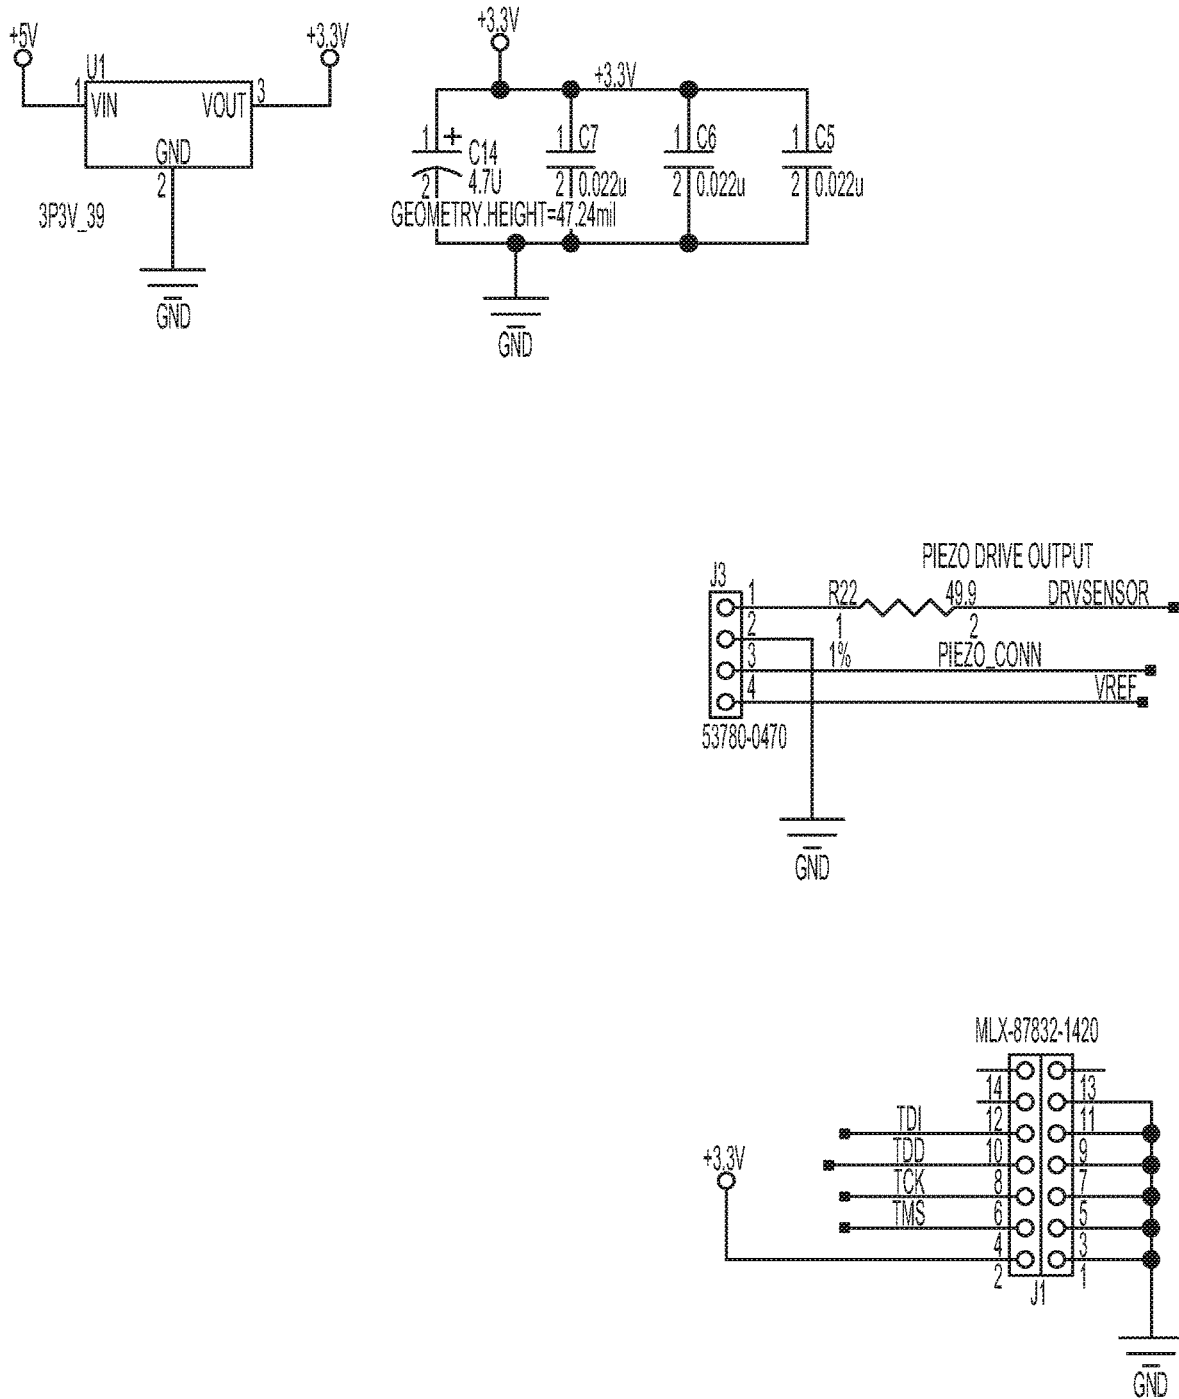 +5V
+3.3V
U1
1
VIN
VOUT
3
GND
2
3P3V_39
GND
+3.3V
+3.3V
1
+
C14
2
4.7U
GEOMETRY.HEIGHT=47.24mil
1
C7
2
0.022u
1
C6
2
0.022u
1
C5
2
0.022u
GND
PIEZO DRIVE OUTPUT
J3
1
R22
49.9
DRVSENSOR
2
1
2
3
1%
PIEZO_CONN
4
VREF
53780-0470
GND
MLX-87832-1420
14
13
TDI
12
11
TDD
10
9
+3.3V
TCK
8
7
TMS
6
5
4
3
2
1
J1
GND